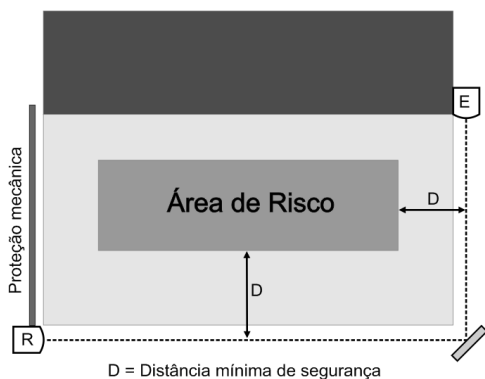 E
Proteção mecânica
Área de Risco
D
D
R
D = Distância mínima de segurança